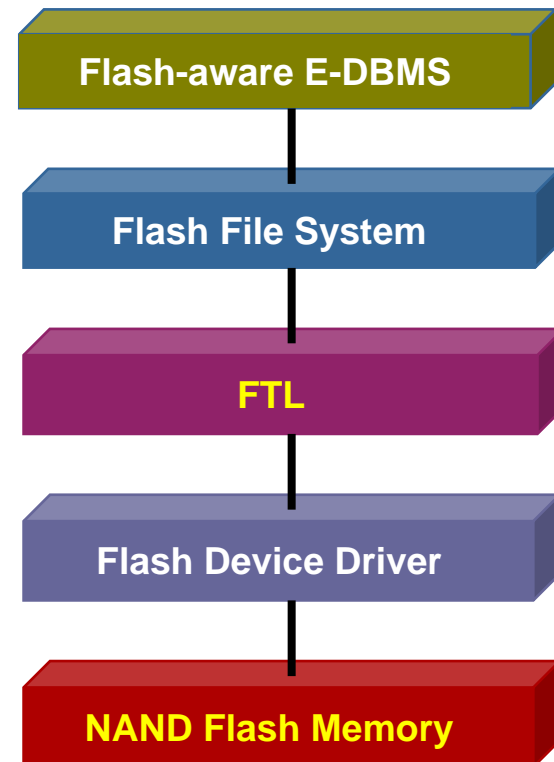 Flash-aware E-DBMS
Flash File System
FTL
Flash Device Driver
NAND Flash Memory